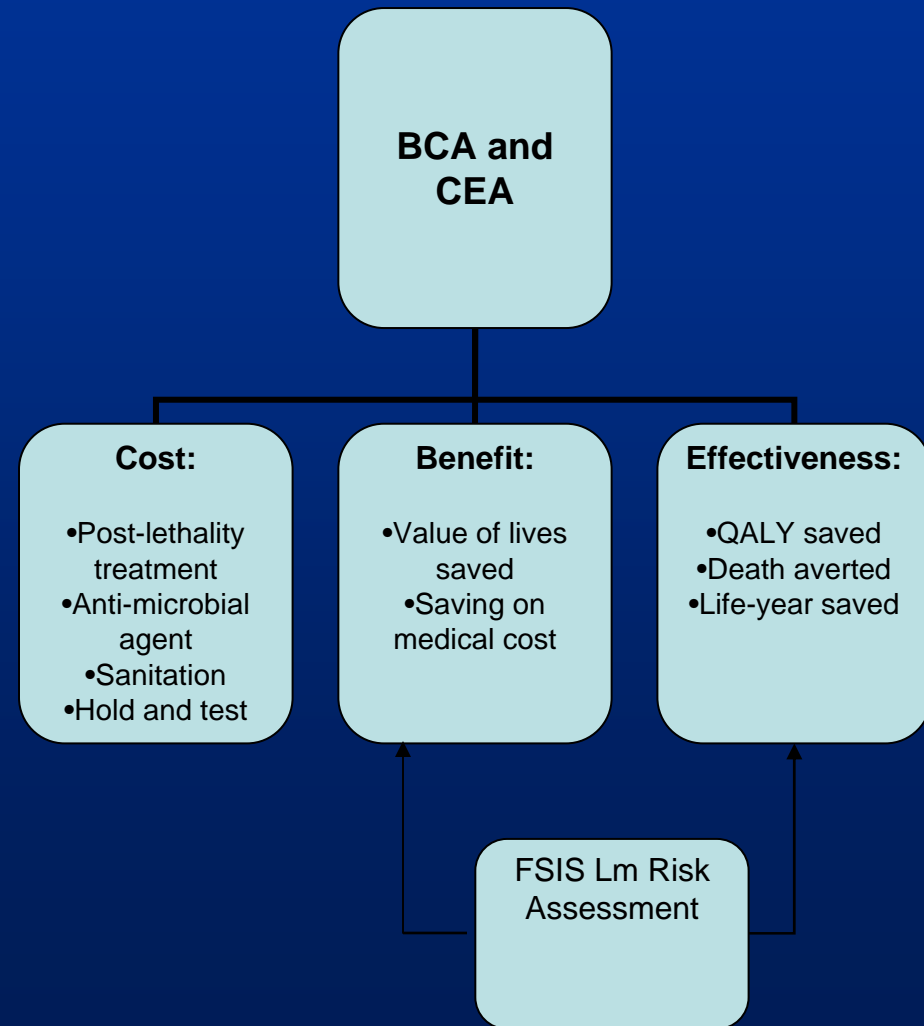 BCA and
CEA
Cost:
•Post-lethality
treatment
•Anti-microbial
agent
•Sanitation
•Hold and test
Benefit:
•Value of lives
saved
•Saving on
medical cost
Effectiveness:
•QALY saved
•Death averted
•Life-year saved
FSIS Lm Risk
Assessment